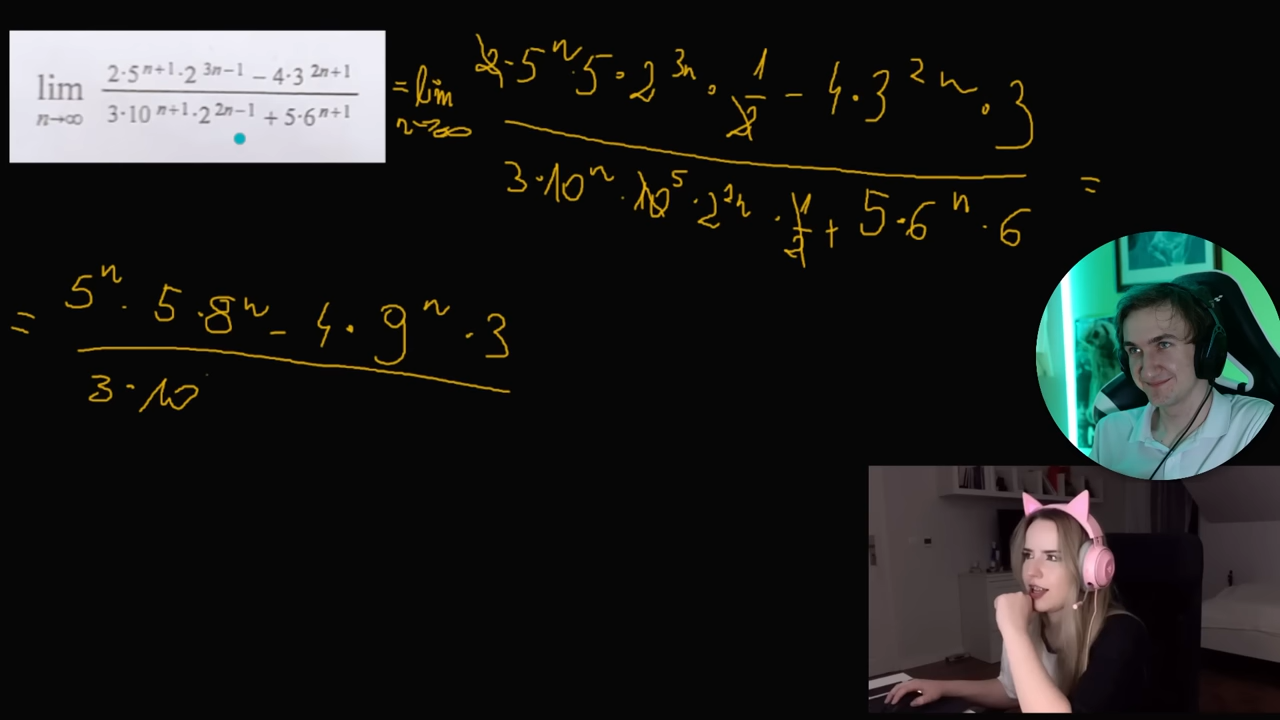 lim n→∞ (2·5^{n+1}·2^{3n−1} − 4·3^{2n+1}) / (3·10^{n+1}·2^{2n−1} + 5·6^{n+1})
= lim n→∞ (2·5^n·5·2^{3n}·1/2 − 4·3^{2n}·3) / (3·10^n·10^5·2^{2n}·1/2 + 5·6^n·6) =
= (5^n·5·8^n − 4·9^n·3) / (3·10)